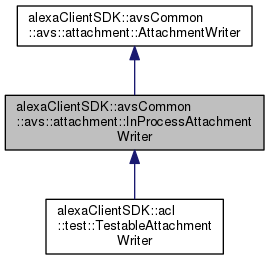 alexaClientSDK::avsCommon
::avs::attachment::AttachmentWriter
alexaClientSDK::avsCommon
::avs::attachment::InProcessAttachment
Writer
alexaClientSDK::acl
::test::TestableAttachment
Writer